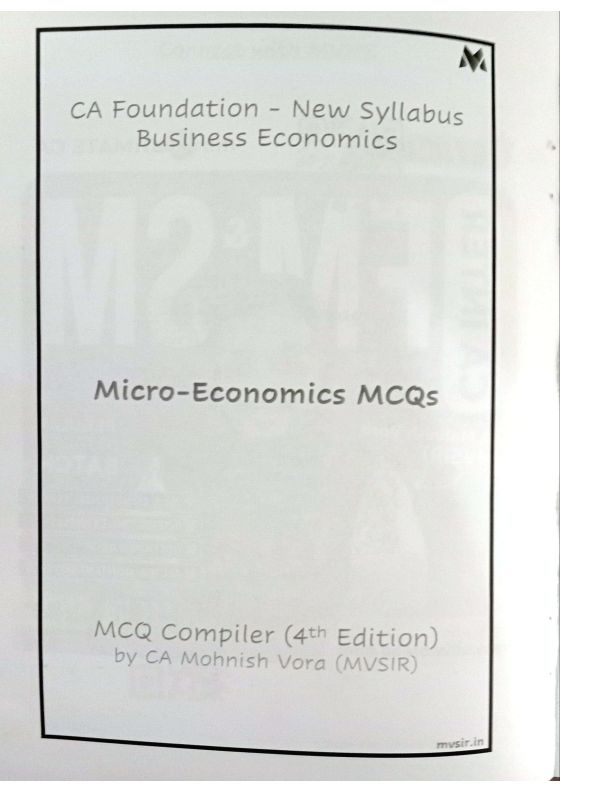 CA Foundation - New Syllabus
Business Economics
Micro-Economics MCQs
MCQ Compiler (4th Edition)
by CA Mohnish Vora (MVSIR)
mvsir.in